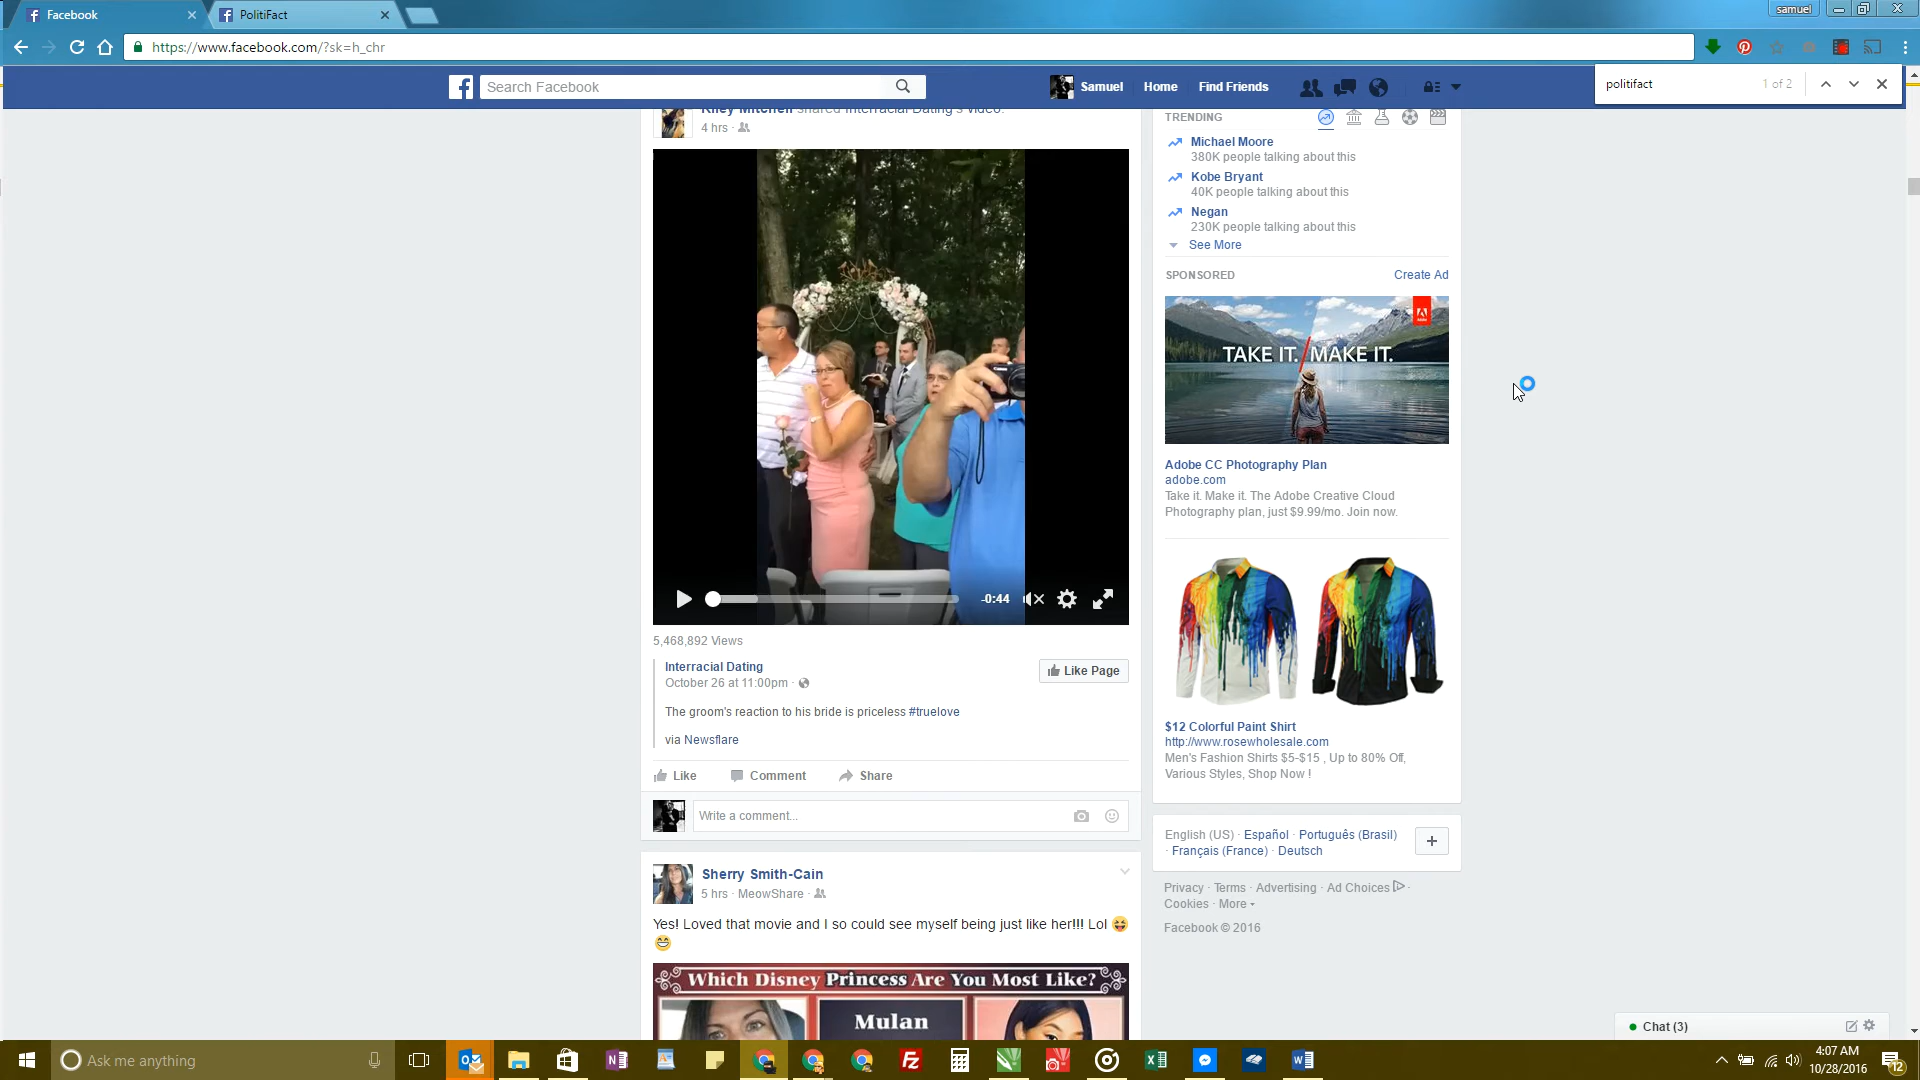 Facebook
PolitiFact
samuel
https://www.facebook.com/?sk=h_chr
Search Facebook
Samuel
Home
Find Friends
politifact
1 of 2
Riley Mitchell shared Interracial Dating's video.
4 hrs ·
-0:44
5,468,892 Views
Interracial Dating
October 26 at 11:00pm ·
Like Page
The groom's reaction to his bride is priceless #truelove
via Newsflare
Like
Comment
Share
Write a comment...
Sherry Smith-Cain
5 hrs · MeowShare ·
Yes! Loved that movie and I so could see myself being just like her!!! Lol
Which Disney Princess Are You Most Like?
Mulan
TRENDING
Michael Moore
380K people talking about this
Kobe Bryant
40K people talking about this
Negan
230K people talking about this
See More
SPONSORED
Create Ad
TAKE IT. / MAKE IT.
Adobe CC Photography Plan
adobe.com
Take it. Make it. The Adobe Creative Cloud
Photography plan, just $9.99/mo. Join now.
$12 Colorful Paint Shirt
http://www.rosewholesale.com
Men's Fashion Shirts $5-$15 , Up to 80% Off,
Various Styles, Shop Now !
English (US) · Español · Português (Brasil)
· Français (France) · Deutsch
Privacy · Terms · Advertising · Ad Choices ·
Cookies · More
Facebook © 2016
Chat (3)
Ask me anything
4:07 AM
10/28/2016
12